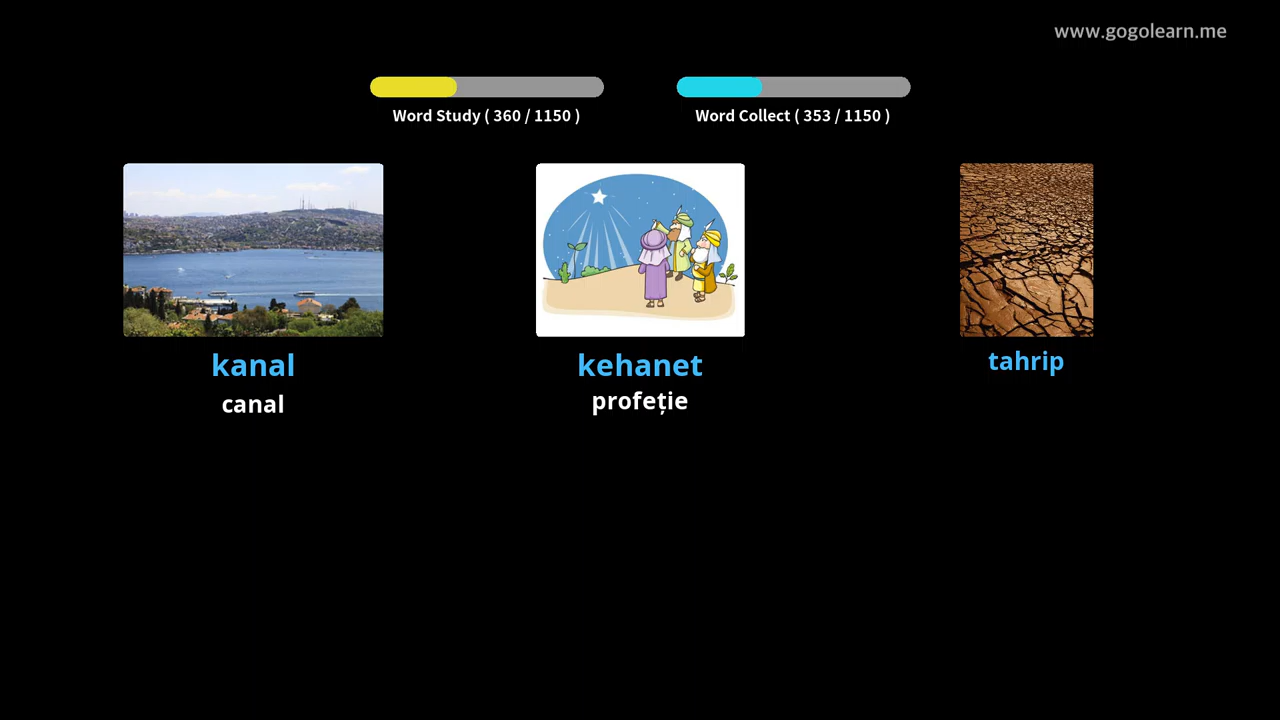 www.gogolearn.me
Word Study ( 360 / 1150 )
Word Collect ( 353 / 1150 )
kanal
canal
kehanet
profeție
tahrip